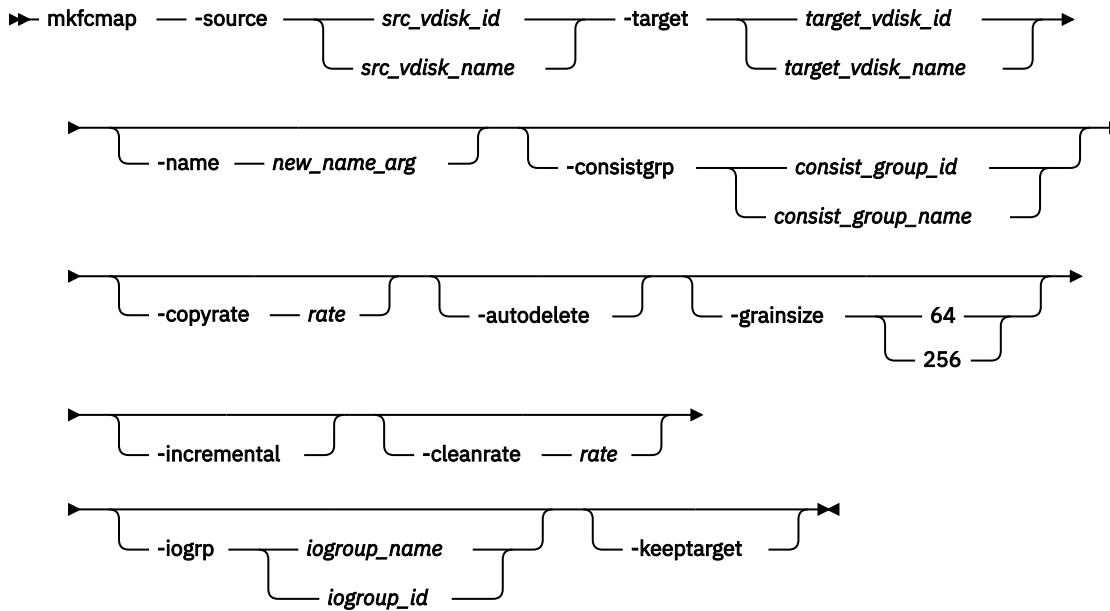 mkfcmap -source src_vdisk_id -target target_vdisk_id
src_vdisk_name target_vdisk_name
-name new_name_arg -consistgrp consist_group_id
consist_group_name
-copyrate rate -autodelete -grainsize 64
256
-incremental -cleanrate rate
-iogrp iogroup_name -keeptarget
iogroup_id